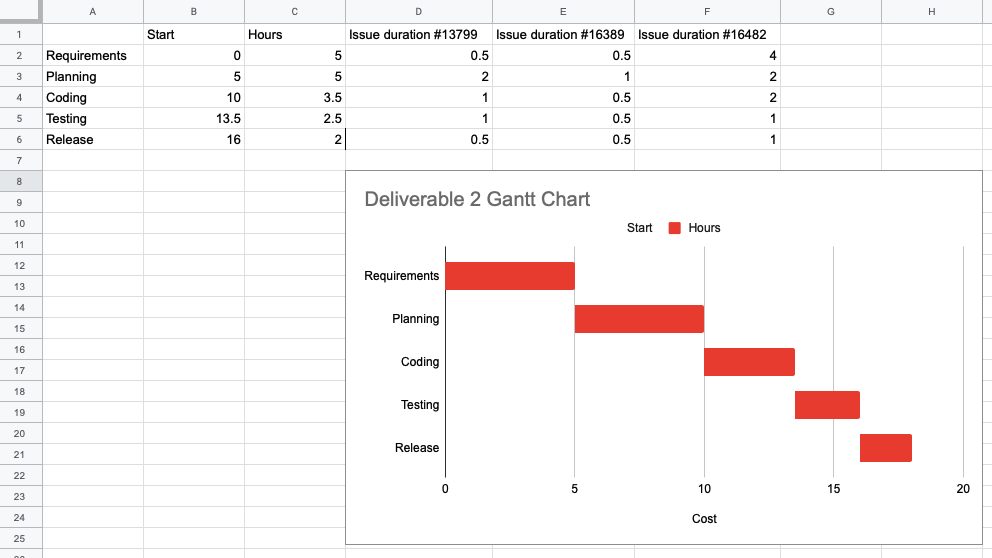 A B C D E F G H
1 Start Hours Issue duration #13799 Issue duration #16389 Issue duration #16482
2 Requirements 0 5 0.5 0.5 4
3 Planning 5 5 2 1 2
4 Coding 10 3.5 1 0.5 2
5 Testing 13.5 2.5 1 0.5 1
6 Release 16 2 0.5 0.5 1
7
8
9
10
11
12
13
14
15
16
17
18
19
20
21
22
23
24
25
Deliverable 2 Gantt Chart
Start Hours
Requirements
Planning
Coding
Testing
Release
0 5 10 15 20
Cost